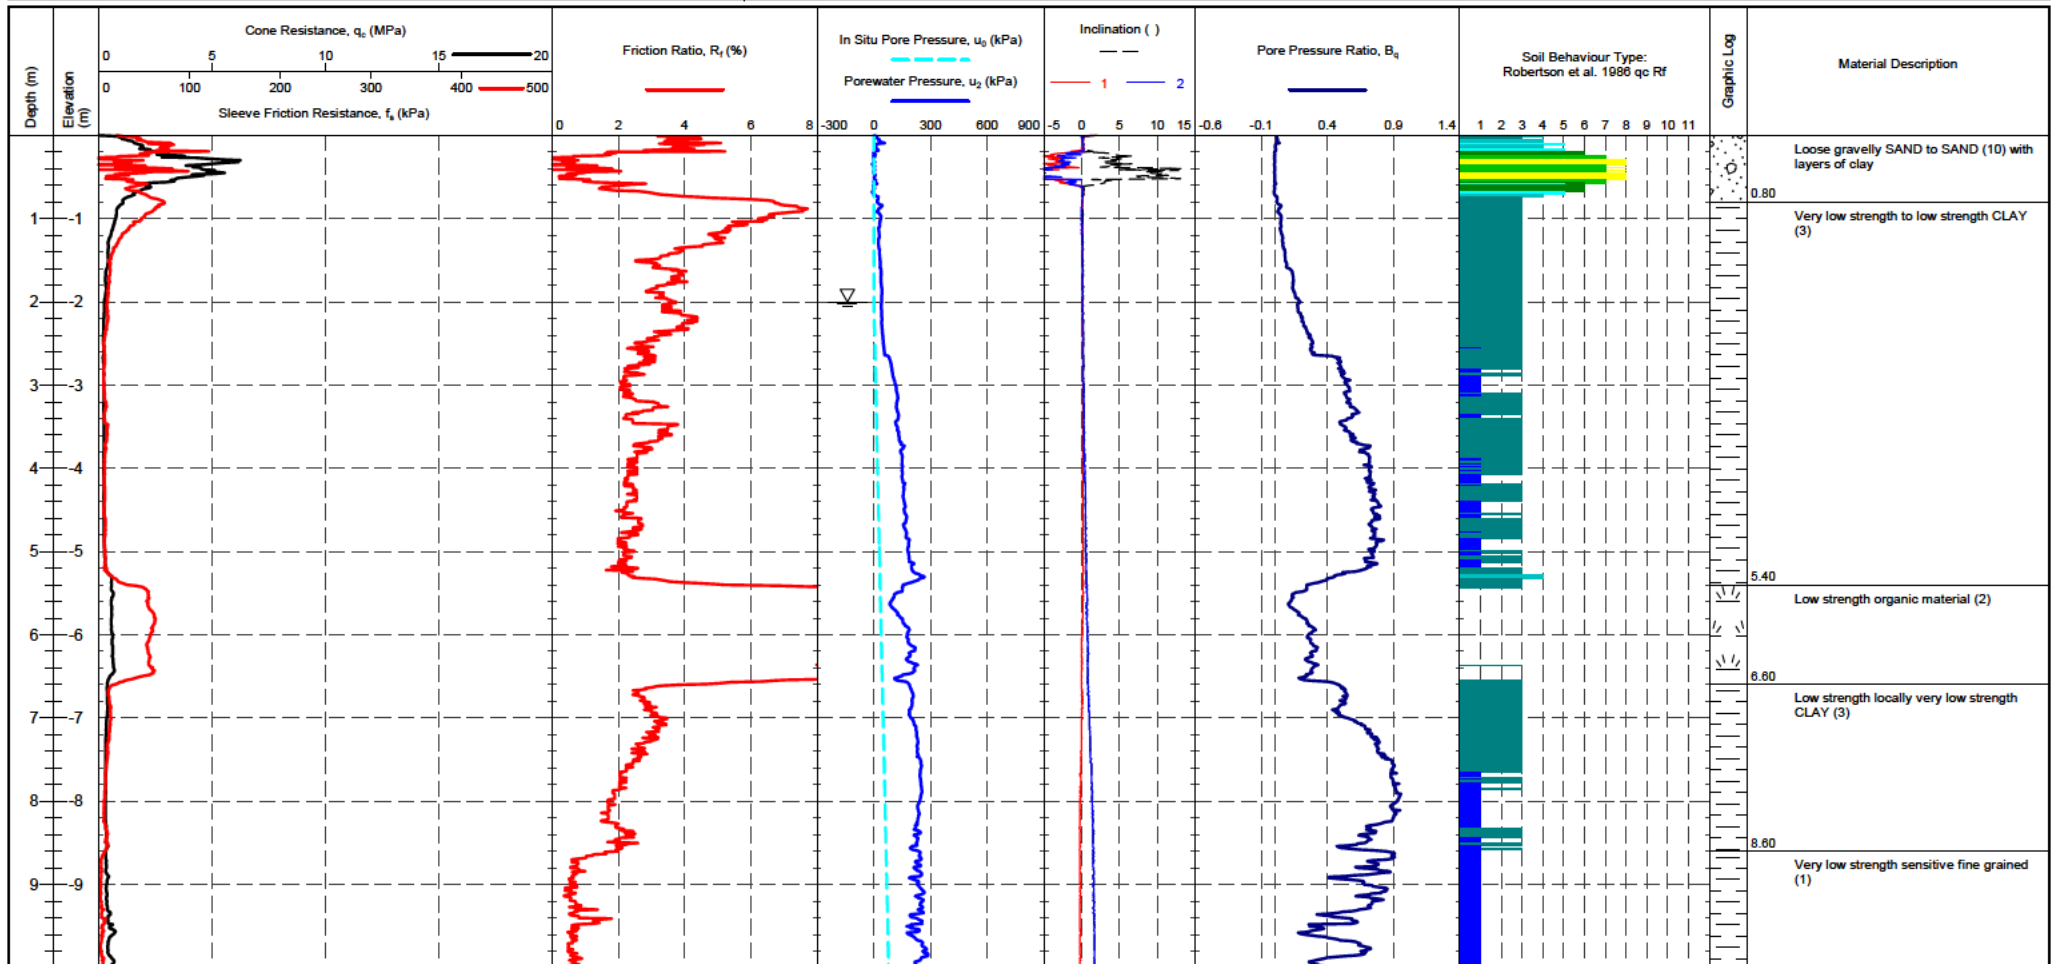 Depth (m)
Elevation (m)
Cone Resistance, qc (MPa)
0 5 10 15 20
0 100 200 300 400 500
Sleeve Friction Resistance, fs (kPa)
Friction Ratio, Rf (%)
0 2 4 6 8
In Situ Pore Pressure, u0 (kPa)
Porewater Pressure, u2 (kPa)
-300 0 300 600 900
Inclination ( )
1 2
-5 0 5 10 15
Pore Pressure Ratio, Bq
-0.6 -0.1 0.4 0.9 1.4
Soil Behaviour Type:
Robertson et al. 1986 qc Rf
1 2 3 4 5 6 7 8 9 10 11
Graphic Log
Material Description
Loose gravelly SAND to SAND (10) with
layers of clay
0.80
1 -1
Very low strength to low strength CLAY
(3)
2 -2
3 -3
4 -4
5 -5
5.40
Low strength organic material (2)
6 -6
6.60
Low strength locally very low strength
CLAY (3)
7 -7
8 -8
8.60
Very low strength sensitive fine grained
(1)
9 -9